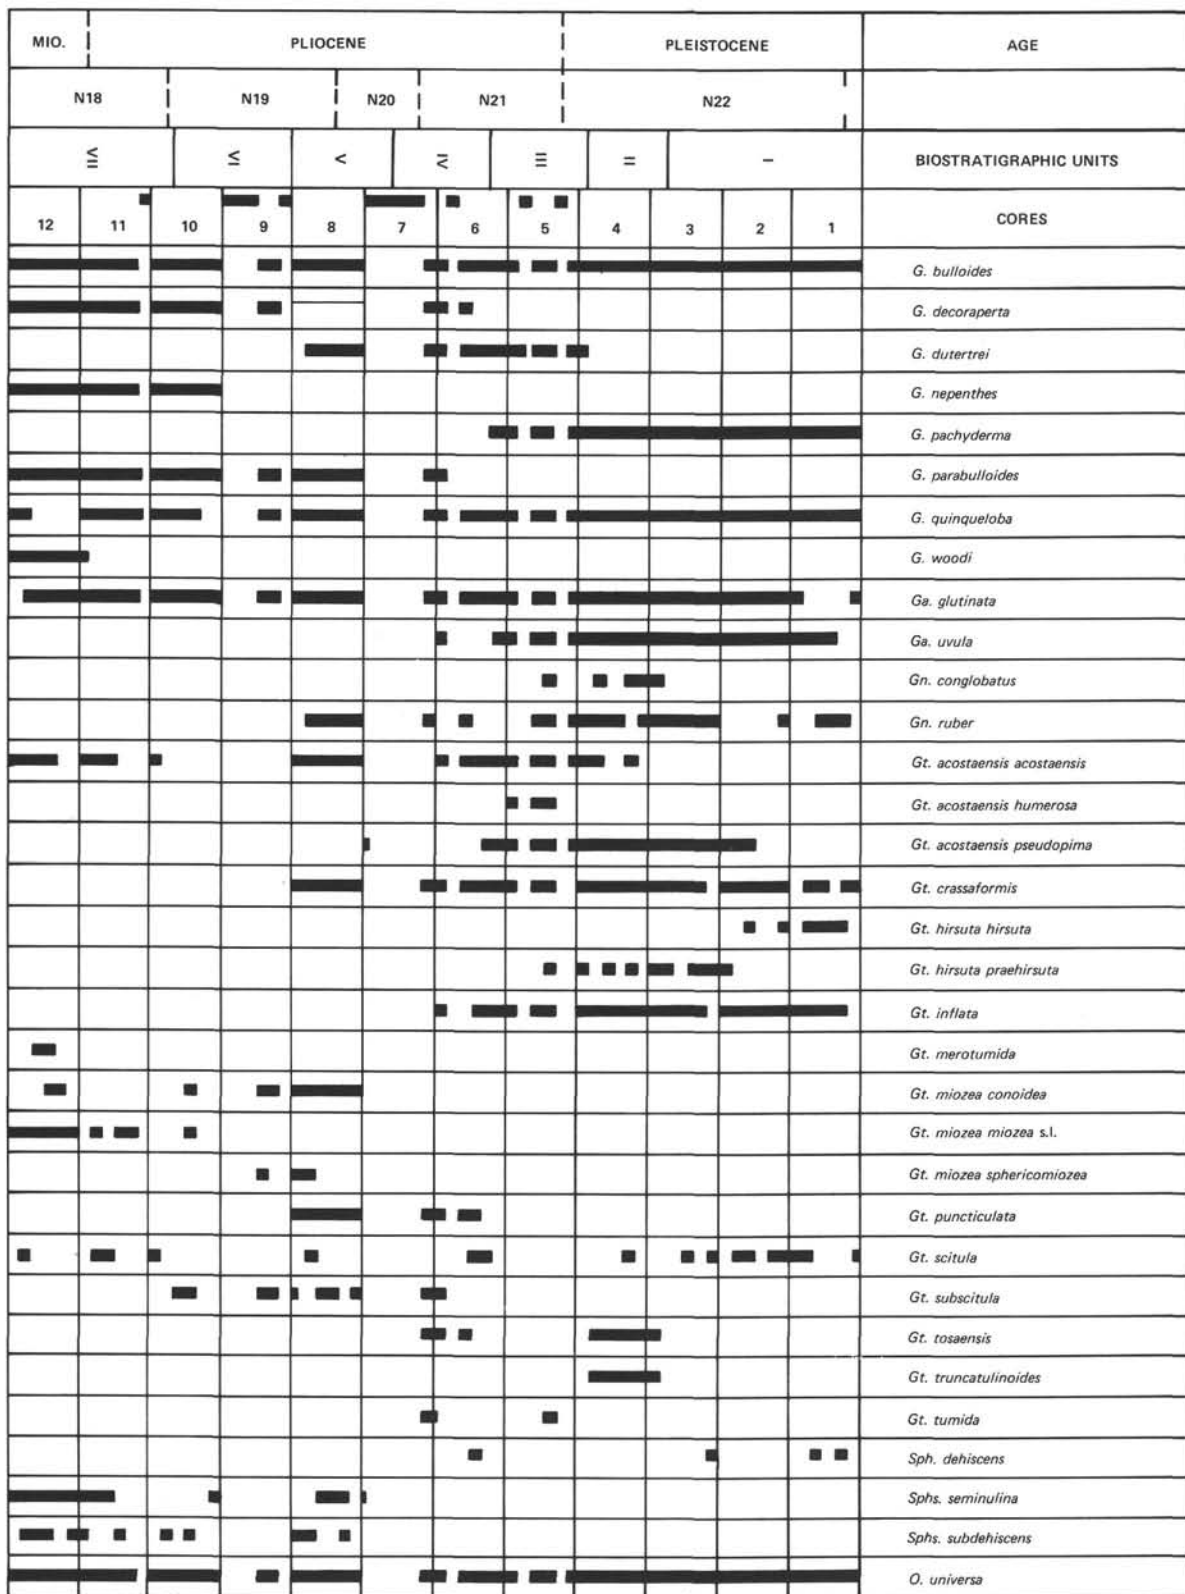 MIO. PLIOCENE PLEISTOCENE AGE
N18 N19 N20 N21 N22
≦ ≤ < ⋜ ≡ = – BIOSTRATIGRAPHIC UNITS
12 11 10 9 8 7 6 5 4 3 2 1 CORES
G. bulloides
G. decoraperta
G. dutertrei
G. nepenthes
G. pachyderma
G. parabulloides
G. quinqueloba
G. woodi
Ga. glutinata
Ga. uvula
Gn. conglobatus
Gn. ruber
Gt. acostaensis acostaensis
Gt. acostaensis humerosa
Gt. acostaensis pseudopima
Gt. crassaformis
Gt. hirsuta hirsuta
Gt. hirsuta praehirsuta
Gt. inflata
Gt. merotumida
Gt. miozea conoidea
Gt. miozea miozea s.l.
Gt. miozea sphericomiozea
Gt. puncticulata
Gt. scitula
Gt. subscitula
Gt. tosaensis
Gt. truncatulinoides
Gt. tumida
Sph. dehiscens
Sphs. seminulina
Sphs. subdehiscens
O. universa